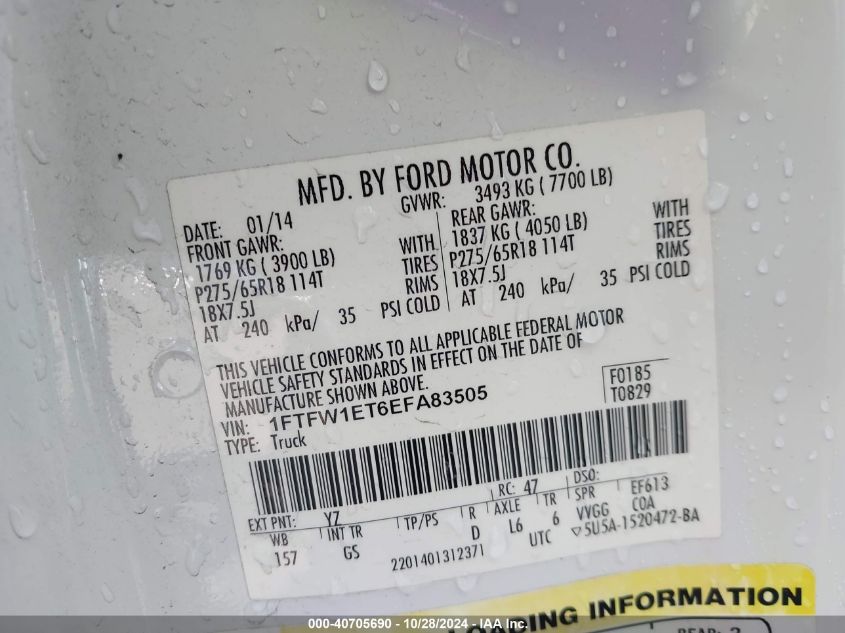 MFD. BY FORD MOTOR CO.
DATE: 01/14 GVWR: 3493 KG ( 7700 LB)
FRONT GAWR: REAR GAWR:
1769 KG ( 3900 LB) WITH 1837 KG ( 4050 LB) WITH
P275/65R18 114T TIRES P275/65R18 114T TIRES
18X7.5J RIMS 18X7.5J RIMS
AT 240 kPa/ 35 PSI COLD AT 240 kPa/ 35 PSI COLD
THIS VEHICLE CONFORMS TO ALL APPLICABLE FEDERAL MOTOR
VEHICLE SAFETY STANDARDS IN EFFECT ON THE DATE OF
MANUFACTURE SHOWN ABOVE.
VIN: 1FTFW1ET6EFA83505 F0185
TYPE: Truck T0829
EXT PNT: YZ RC: 47 DSO:
WB INT TR TP/PS R AXLE TR SPR EF613
157 GS D L6 6 VVGG COA
2201401312371 UTC ▽5U5A-1520472-BA
LOADING INFORMATION
REAR: 3
000-40705690 - 10/28/2024 - IAA Inc.